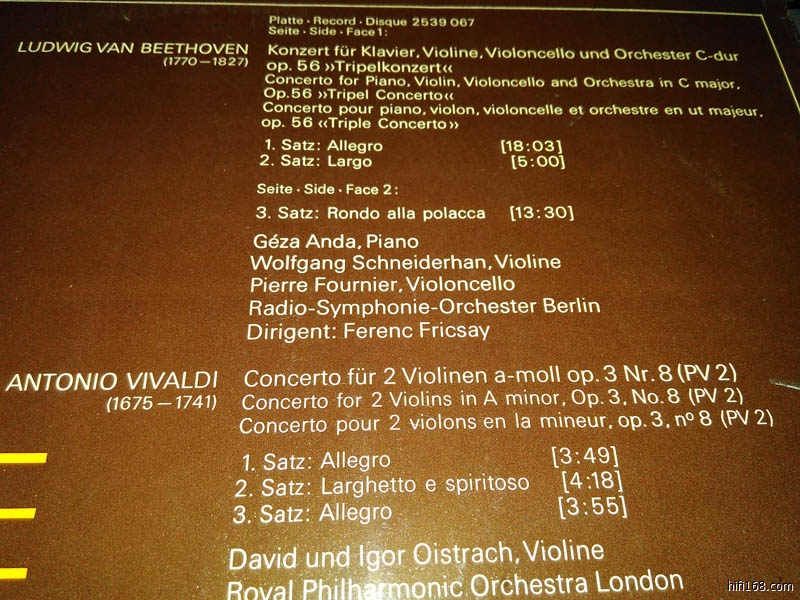 Platte · Record · Disque 2539 067
Seite · Side · Face 1:
LUDWIG VAN BEETHOVEN
(1770–1827)
Konzert für Klavier, Violine, Violoncello und Orchester C-dur
op. 56 »Tripelkonzert«
Concerto for Piano, Violin, Violoncello and Orchestra in C major,
Op.56 »Tripel Concerto«
Concerto pour piano, violon, violoncelle et orchestre en ut majeur,
op. 56 «Triple Concerto»
1. Satz: Allegro [18:03]
2. Satz: Largo [5:00]
Seite · Side · Face 2:
3. Satz: Rondo alla polacca [13:30]
Géza Anda, Piano
Wolfgang Schneiderhan, Violine
Pierre Fournier, Violoncello
Radio-Symphonie-Orchester Berlin
Dirigent: Ferenc Fricsay
ANTONIO VIVALDI
(1675–1741)
Concerto für 2 Violinen a-moll op. 3 Nr. 8 (PV 2)
Concerto for 2 Violins in A minor, Op. 3, No. 8 (PV 2)
Concerto pour 2 violons en la mineur, op. 3, nº 8 (PV 2)
1. Satz: Allegro [3:49]
2. Satz: Larghetto e spiritoso [4:18]
3. Satz: Allegro [3:55]
David und Igor Oistrach, Violine
Royal Philharmonic Orchestra London
hifi168.com